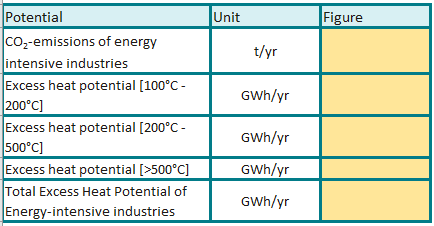 Potential Unit Figure
CO₂-emissions of energy
intensive industries
t/yr
Excess heat potential [100°C -
200°C]
GWh/yr
Excess heat potential [200°C -
500°C]
GWh/yr
Excess heat potential [>500°C] GWh/yr
Total Excess Heat Potential of
Energy-intensive industries
GWh/yr